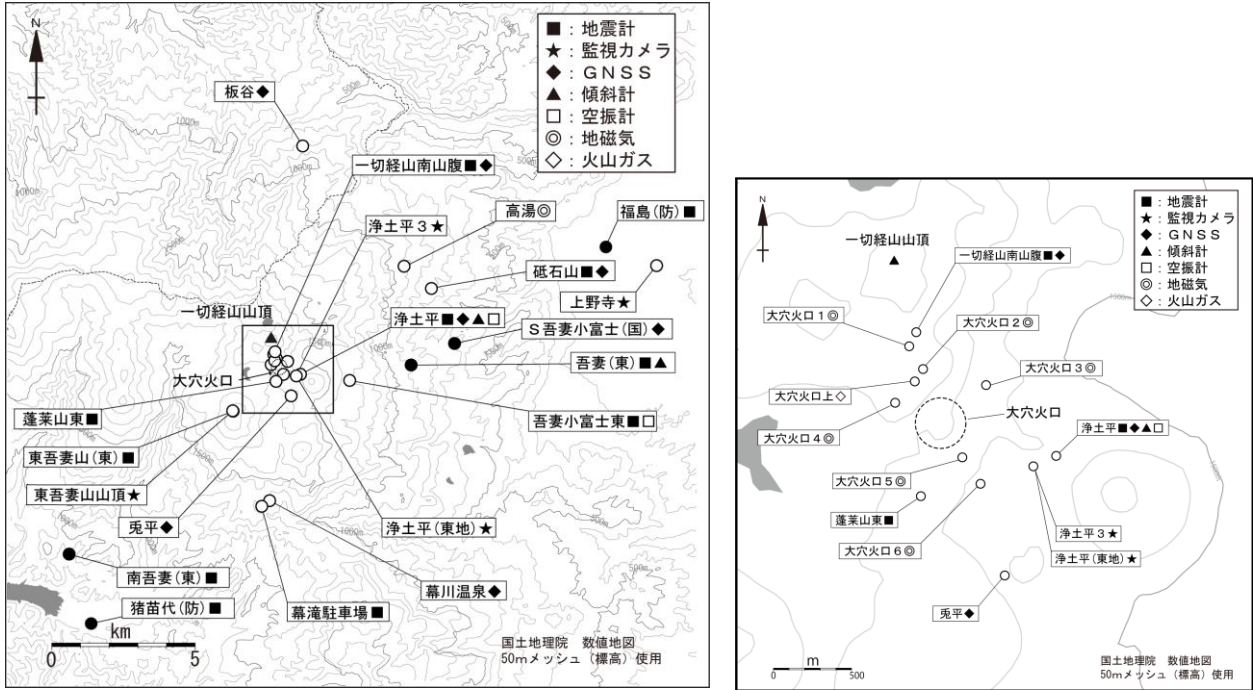 N
■：地震計
★：監視カメラ
◆：ＧＮＳＳ
▲：傾斜計
□：空振計
◎：地磁気
◇：火山ガス
板谷◆
一切経山南山腹■◆
高湯◎
福島(防)■
浄土平３★
砥石山■◆
上野寺★
一切経山山頂
浄土平■◆▲□
Ｓ吾妻小富士(国)◆
吾妻(東)■▲
大穴火口
蓬莱山東■
吾妻小富士東■□
東吾妻山(東)■
東吾妻山山頂★
兎平◆
浄土平(東地)★
南吾妻(東)■
幕川温泉◆
猪苗代(防)■
幕滝駐車場■
km
0 5
国土地理院　数値地図
50mメッシュ（標高）使用
500m
1000m
1500m
N
■：地震計
★：監視カメラ
◆：ＧＮＳＳ
▲：傾斜計
□：空振計
◎：地磁気
◇：火山ガス
一切経山山頂
一切経山南山腹■◆
大穴火口１◎
大穴火口２◎
大穴火口３◎
大穴火口上◇
大穴火口
大穴火口４◎
浄土平■◆▲□
大穴火口５◎
蓬莱山東■
浄土平３★
大穴火口６◎
浄土平(東地)★
兎平◆
m
0 500
国土地理院　数値地図
50mメッシュ（標高）使用